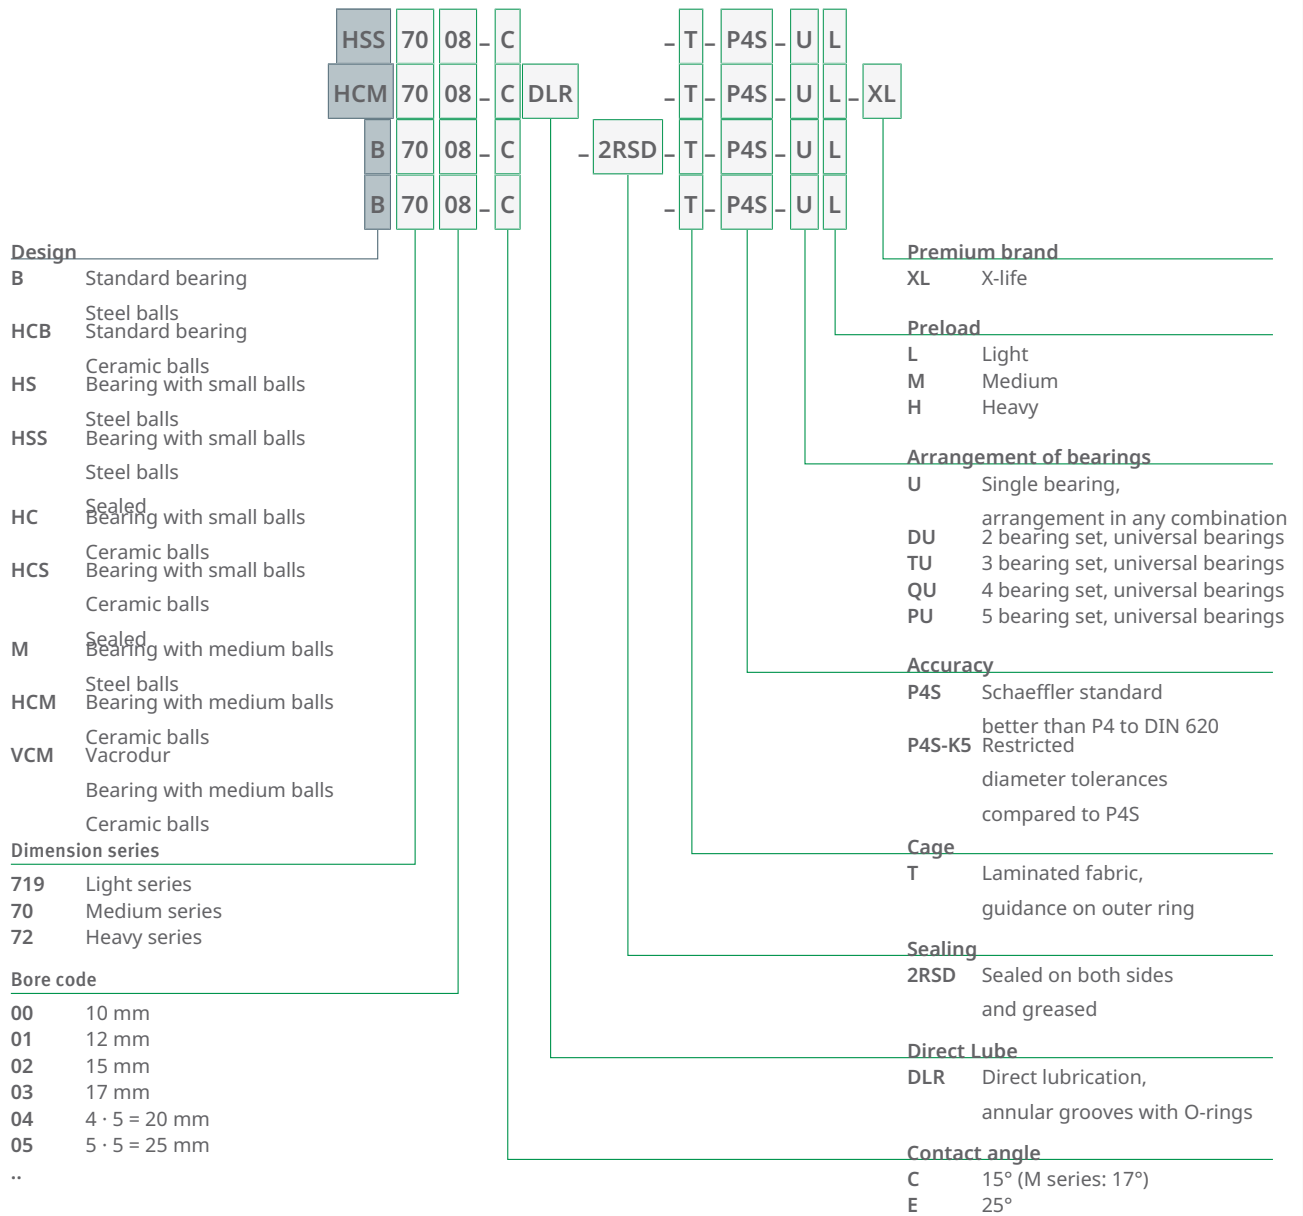 HSS 70 08 – C – T – P4S – U L
HCM 70 08 – C DLR – T – P4S – U L – XL
B 70 08 – C – 2RSD – T – P4S – U L
B 70 08 – C – T – P4S – U L
Design
B Standard bearing
Steel balls
HCB Standard bearing
Ceramic balls
HS Bearing with small balls
Steel balls
HSS Bearing with small balls
Steel balls
Sealed
HC Bearing with small balls
Ceramic balls
HCS Bearing with small balls
Ceramic balls
Sealed
M Bearing with medium balls
Steel balls
HCM Bearing with medium balls
Ceramic balls
VCM Vacrodur
Bearing with medium balls
Ceramic balls
Dimension series
719 Light series
70 Medium series
72 Heavy series
Bore code
00 10 mm
01 12 mm
02 15 mm
03 17 mm
04 4 · 5 = 20 mm
05 5 · 5 = 25 mm
..
Premium brand
XL X-life
Preload
L Light
M Medium
H Heavy
Arrangement of bearings
U Single bearing,
arrangement in any combination
DU 2 bearing set, universal bearings
TU 3 bearing set, universal bearings
QU 4 bearing set, universal bearings
PU 5 bearing set, universal bearings
Accuracy
P4S Schaeffler standard
better than P4 to DIN 620
P4S-K5 Restricted
diameter tolerances
compared to P4S
Cage
T Laminated fabric,
guidance on outer ring
Sealing
2RSD Sealed on both sides
and greased
Direct Lube
DLR Direct lubrication,
annular grooves with O-rings
Contact angle
C 15° (M series: 17°)
E 25°